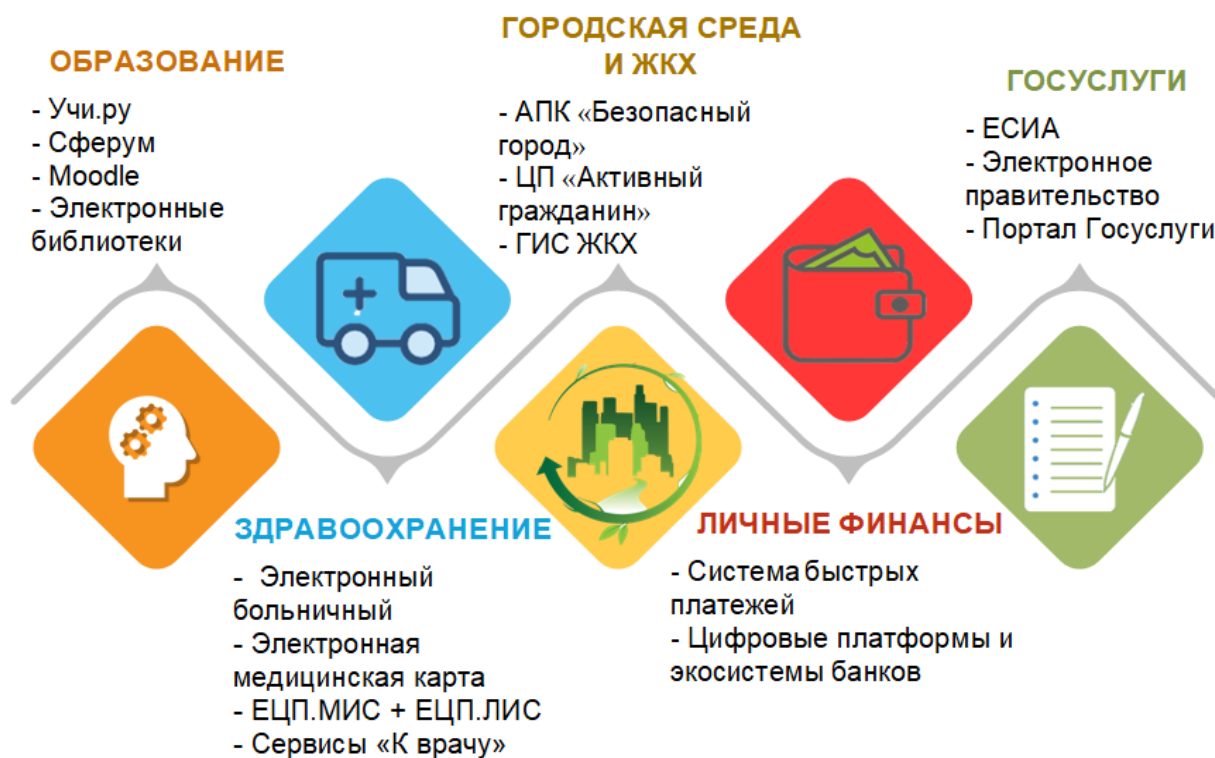 ОБРАЗОВАНИЕ
- Учи.ру
- Сферум
- Moodle
- Электронные
библиотеки
ГОРОДСКАЯ СРЕДА
И ЖКХ
- АПК «Безопасный
город»
- ЦП «Активный
гражданин»
- ГИС ЖКХ
ГОСУСЛУГИ
- ЕСИА
- Электронное
правительство
- Портал Госуслуги
ЗДРАВООХРАНЕНИЕ
- Электронный
больничный
- Электронная
медицинская карта
- ЕЦП.МИС + ЕЦП.ЛИС
- Сервисы «К врачу»
ЛИЧНЫЕ ФИНАНСЫ
- Система быстрых
платежей
- Цифровые платформы и
экосистемы банков